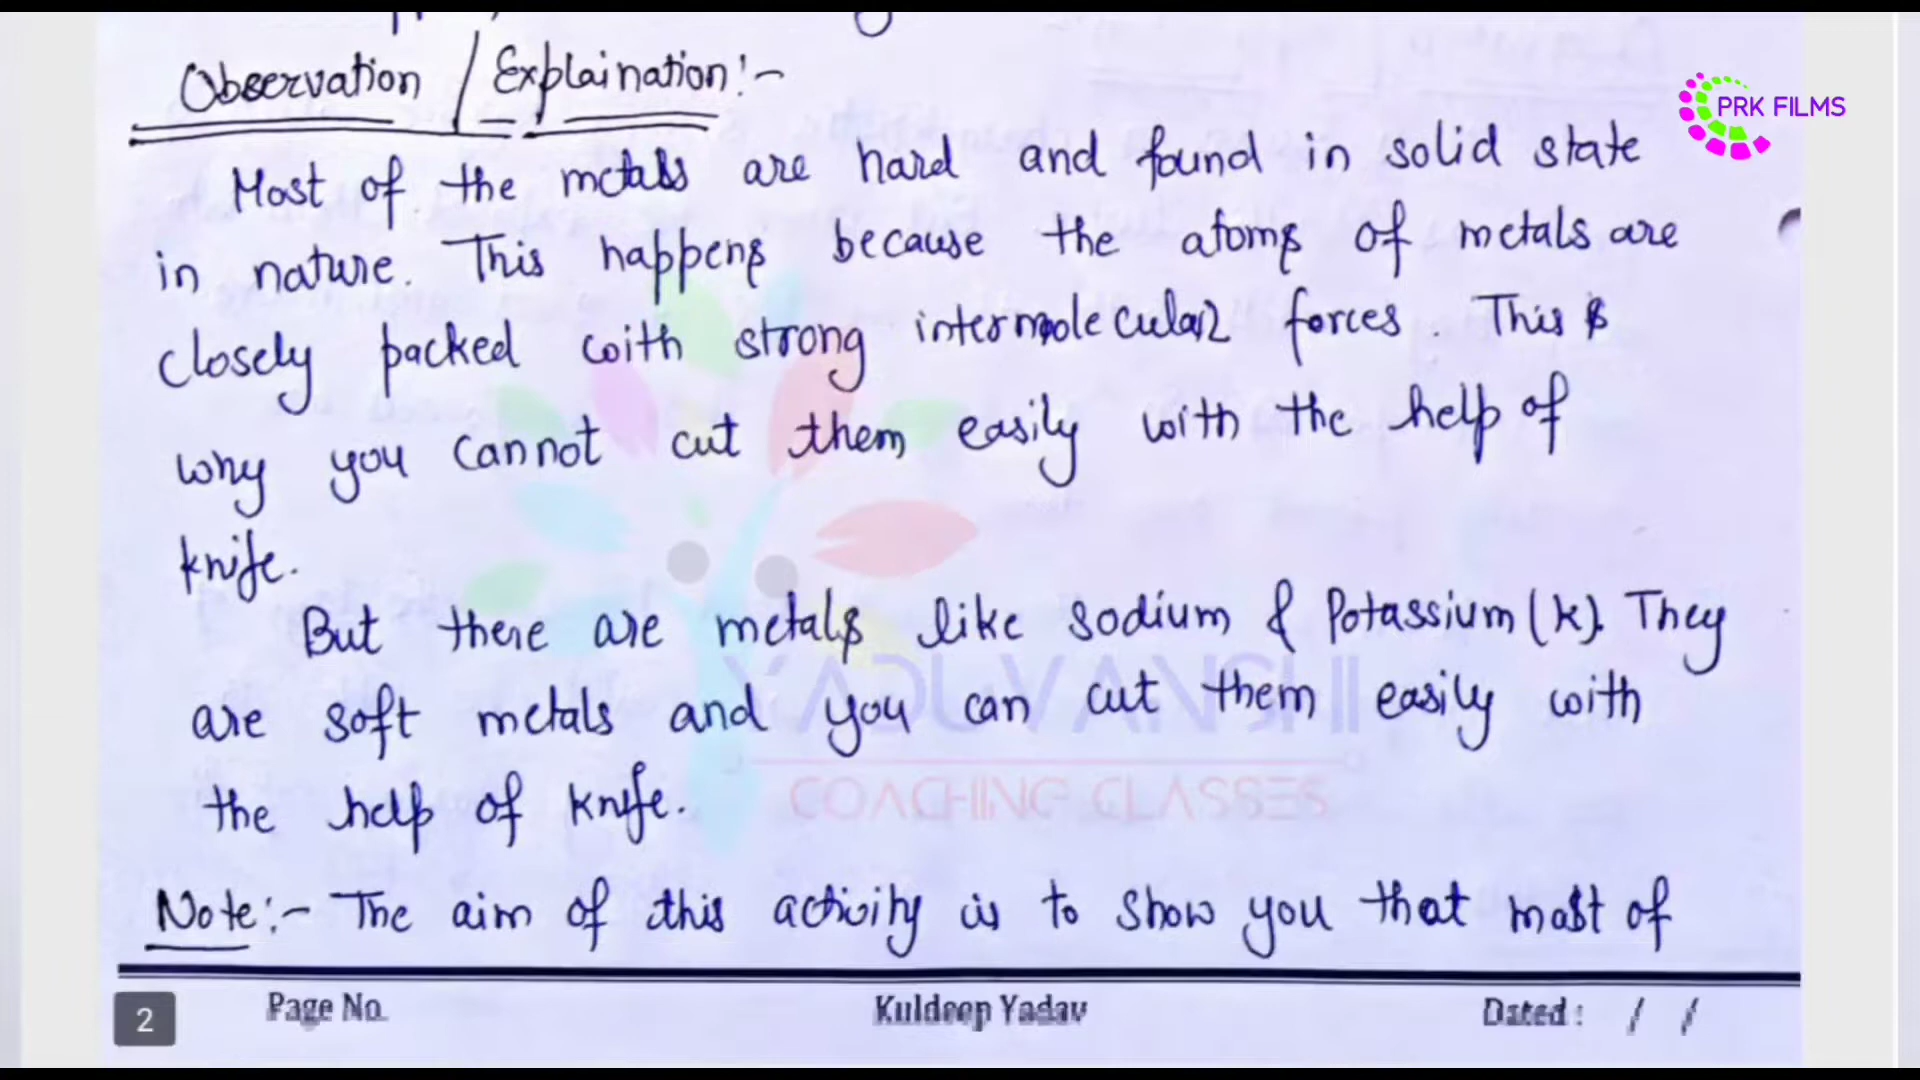 Observation / Explaination:-
PRK FILMS
Most of the metals are hard and found in solid state
in nature. This happens because the atoms of metals are
closely packed with strong intermolecular forces. This is
why you cannot cut them easily with the help of
knife.
But there are metals like sodium & Potassium (K). They
are soft metals and you can cut them easily with
the help of knife.
YADUVANSHI
COACHING CLASSES
Note:- The aim of this activity is to show you that most of
2 Page No. Kuldeep Yadav Dated: / /